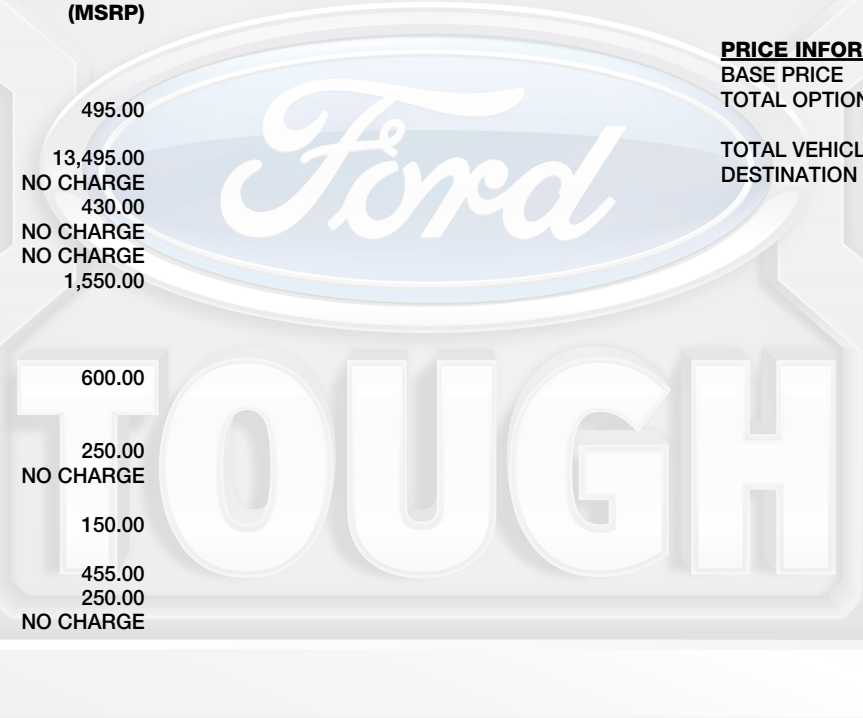 (MSRP)
495.00
13,495.00
NO CHARGE
430.00
NO CHARGE
NO CHARGE
1,550.00
600.00
250.00
NO CHARGE
150.00
455.00
250.00
NO CHARGE
PRICE INFOR
BASE PRICE
TOTAL OPTION
TOTAL VEHICL
DESTINATION
Ford
TOUGH